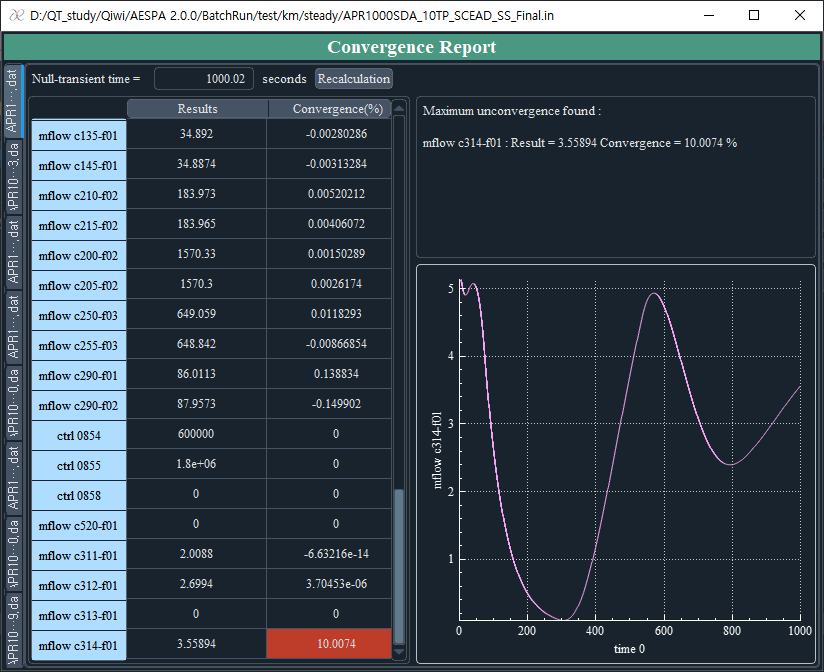 D:/QT_study/Qiwi/AESPA 2.0.0/BatchRun/test/km/steady/APR1000SDA_10TP_SCEAD_SS_Final.in
Convergence Report
Null-transient time = 1000.02 seconds Recalculation
APR1···,dat
\PR10···3,da
APR1···,dat
APR1···,dat
\PR10···0,da
APR1···,dat
\PR10···0,da
\PR10···9,da
Results Convergence(%)
mflow c135-f01 34.892 -0.00280286
mflow c145-f01 34.8874 -0.00313284
mflow c210-f02 183.973 0.00520212
mflow c215-f02 183.965 0.00406072
mflow c200-f02 1570.33 0.00150289
mflow c205-f02 1570.3 0.0026174
mflow c250-f03 649.059 0.0118293
mflow c255-f03 648.842 -0.00866854
mflow c290-f01 86.0113 0.138834
mflow c290-f02 87.9573 -0.149902
ctrl 0854 600000 0
ctrl 0855 1.8e+06 0
ctrl 0858 0 0
mflow c520-f01 0 0
mflow c311-f01 2.0088 -6.63216e-14
mflow c312-f01 2.6994 3.70453e-06
mflow c313-f01 0 0
mflow c314-f01 3.55894 10.0074
Maximum unconvergence found :
mflow c314-f01 : Result = 3.55894 Convergence = 10.0074 %
mflow c314-f01
5
4
3
2
1
0 200 400 600 800 1000
time 0